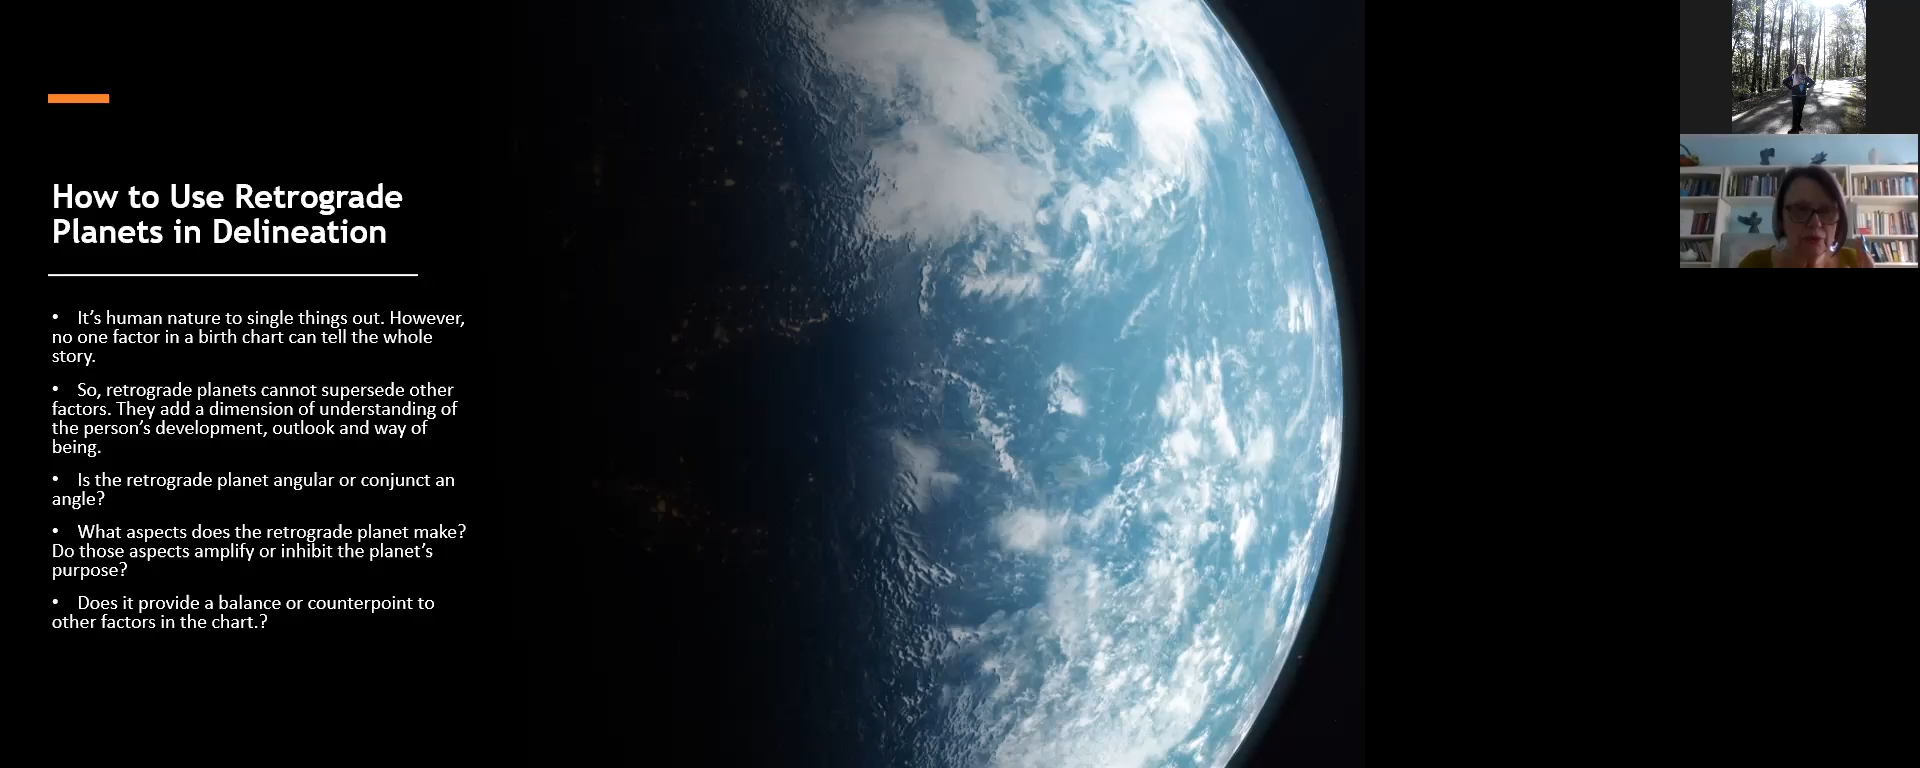 How to Use Retrograde
Planets in Delineation
• It’s human nature to single things out. However,
no one factor in a birth chart can tell the whole
story.
• So, retrograde planets cannot supersede other
factors. They add a dimension of understanding of
the person’s development, outlook and way of
being.
• Is the retrograde planet angular or conjunct an
angle?
• What aspects does the retrograde planet make?
Do those aspects amplify or inhibit the planet’s
purpose?
• Does it provide a balance or counterpoint to
other factors in the chart.?